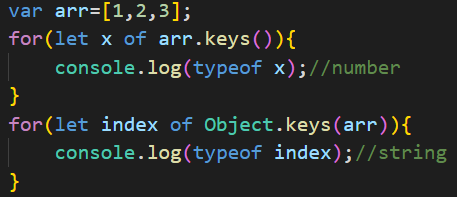 var arr=[1,2,3];
for(let x of arr.keys()){
    console.log(typeof x);//number
}
for(let index of Object.keys(arr)){
    console.log(typeof index);//string
}